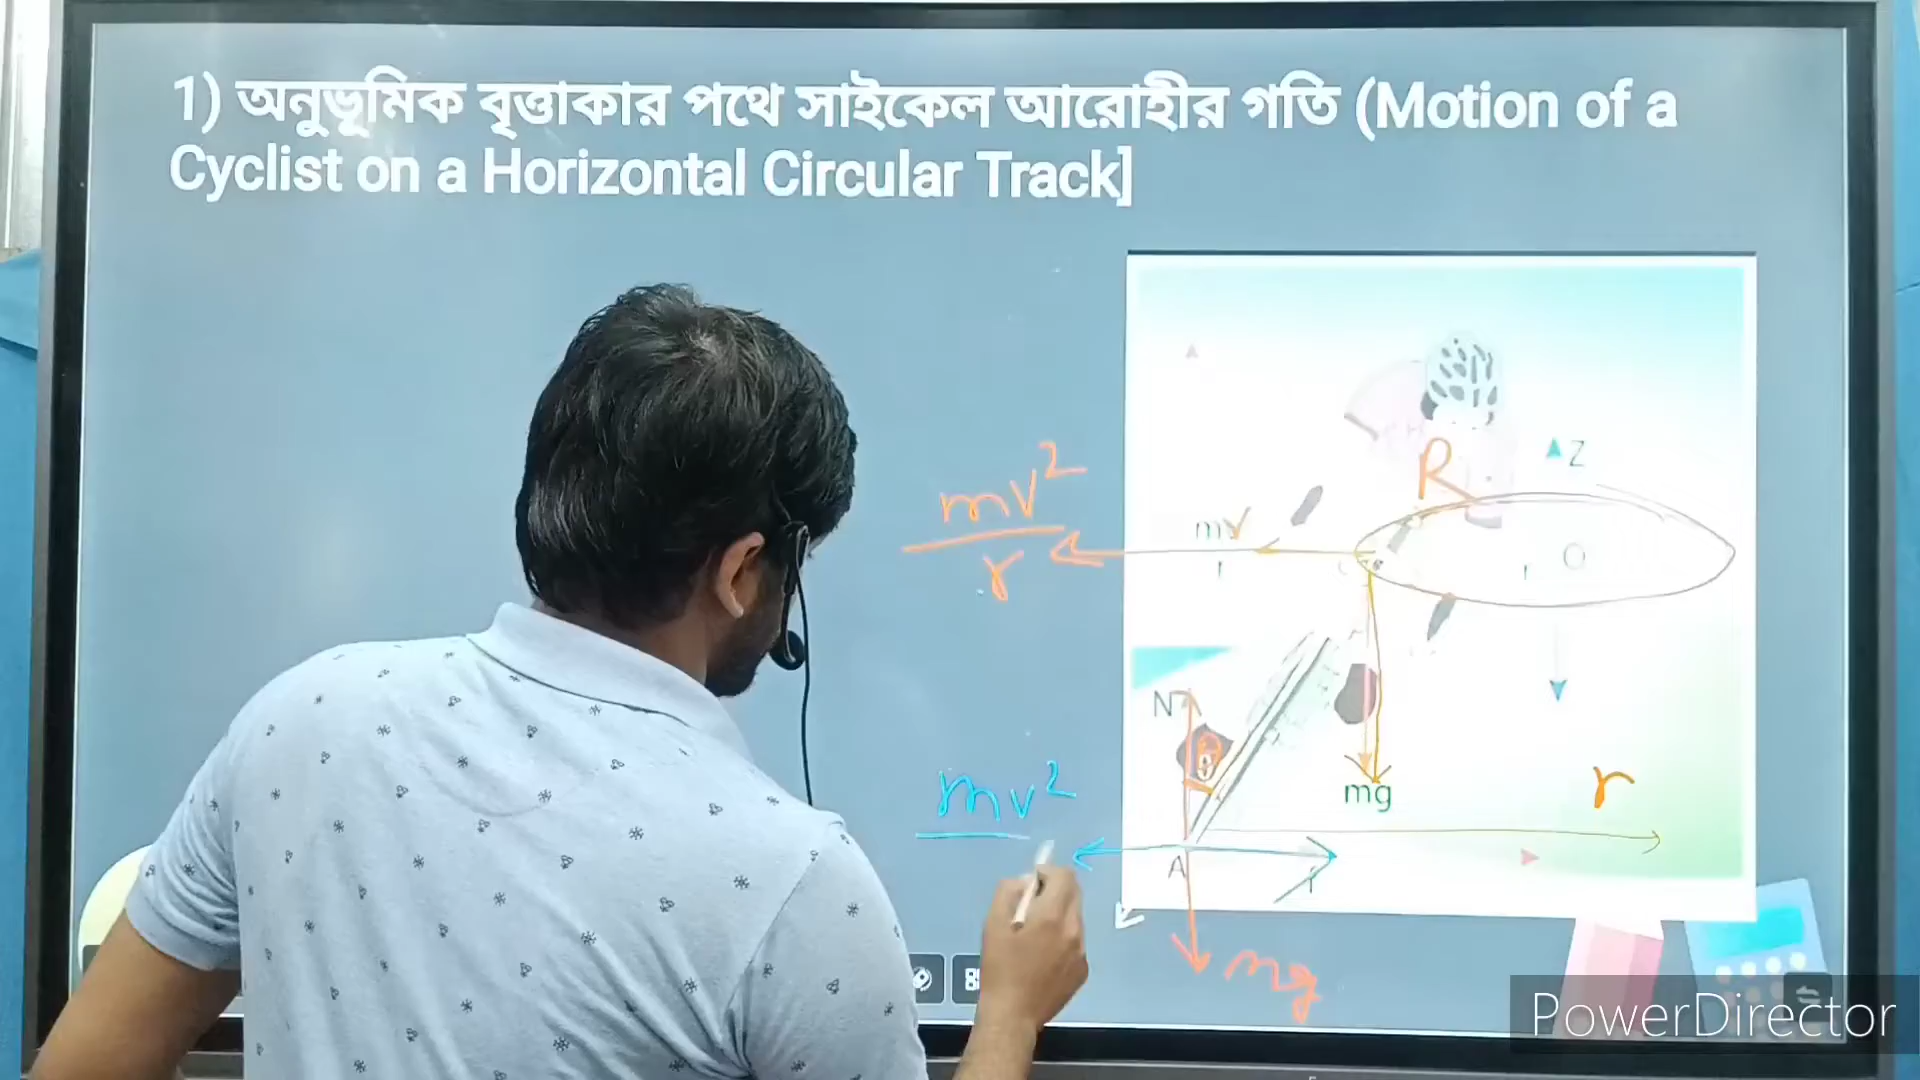 1) অনুভূমিক বৃত্তাকার পথে সাইকেল আরোহীর গতি (Motion of a
Cyclist on a Horizontal Circular Track]
R
Z
mv²
r
mv
r
r O
N
θ
mg
r
mv²
A
f
mg
PowerDirector